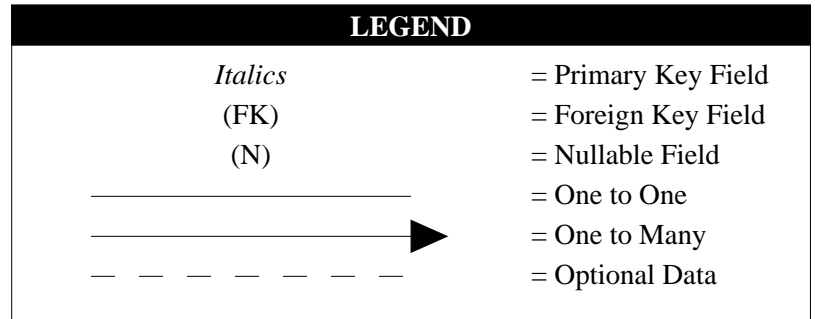 LEGEND
Italics = Primary Key Field
(FK) = Foreign Key Field
(N) = Nullable Field
= One to One
= One to Many
= Optional Data